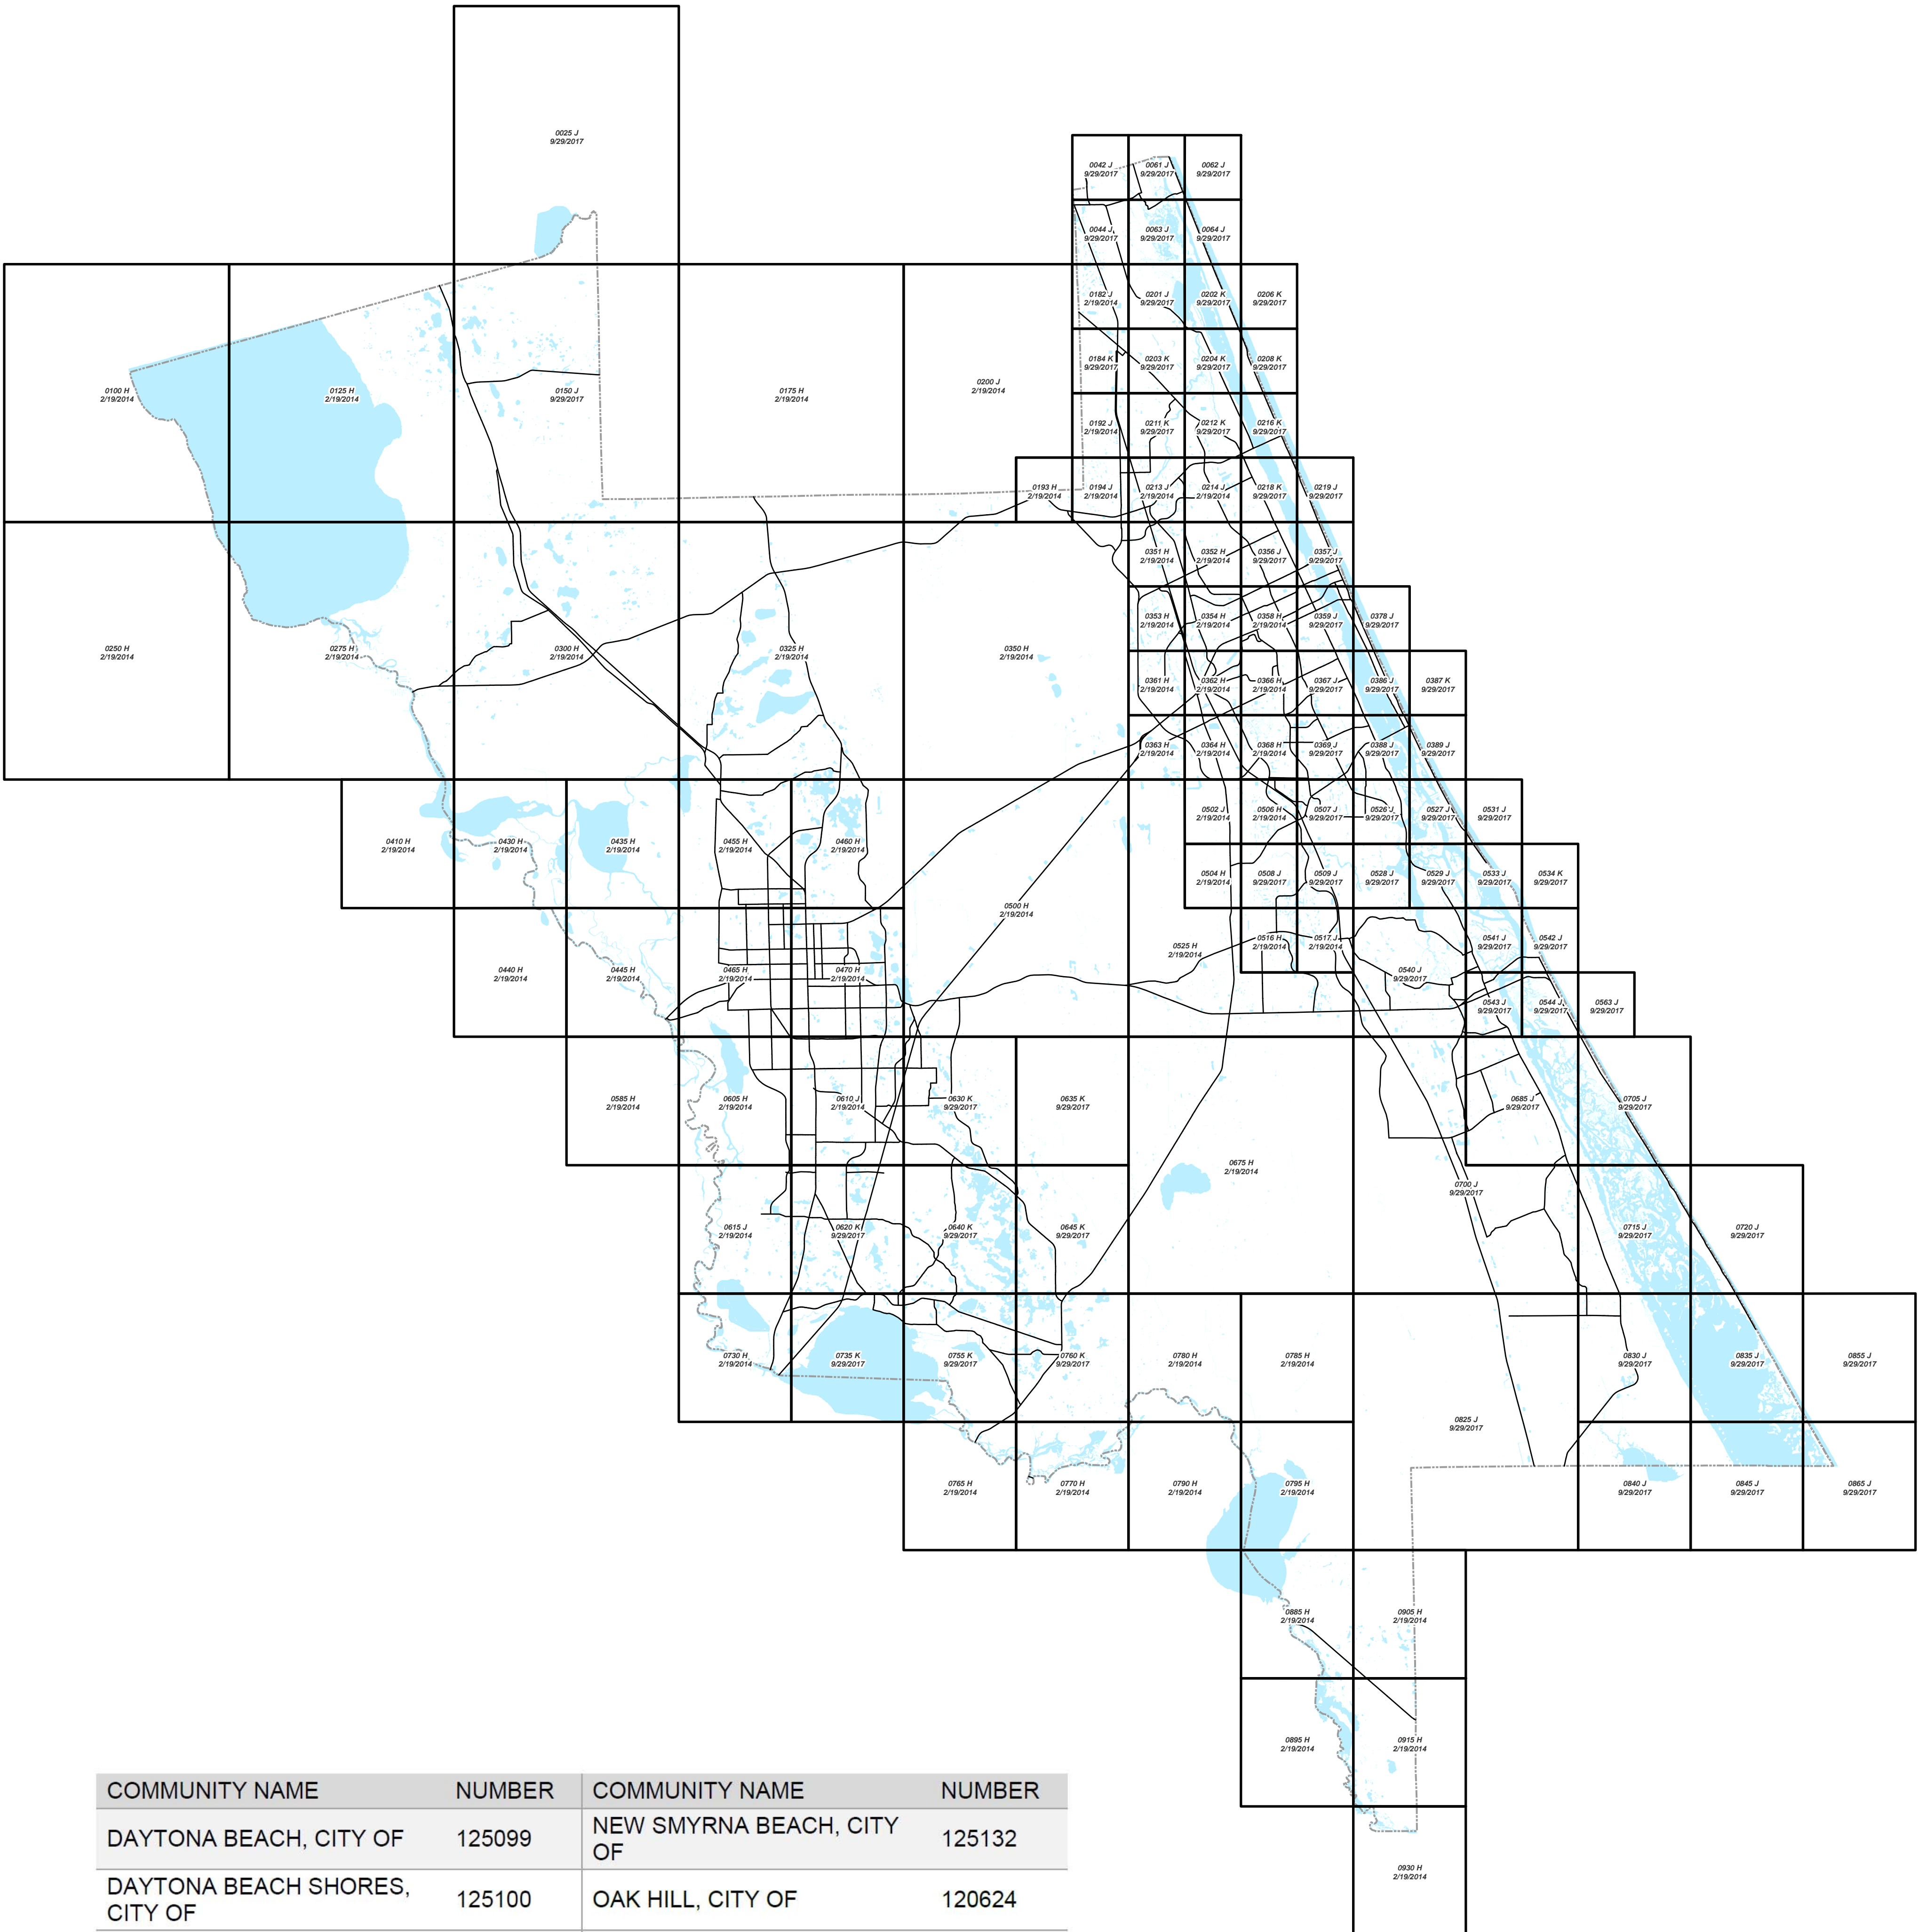 0025 J
9/29/2017
0042 J
9/29/2017
0061 J
9/29/2017
0062 J
9/29/2017
0044 J
9/29/2017
0063 J
9/29/2017
0064 J
9/29/2017
0182 J
2/19/2014
0201 J
9/29/2017
0202 K
9/29/2017
0206 K
9/29/2017
0184 K
9/29/2017
0203 K
9/29/2017
0204 K
9/29/2017
0208 K
9/29/2017
0100 H
2/19/2014
0125 H
2/19/2014
0150 J
9/29/2017
0175 H
2/19/2014
0200 J
2/19/2014
0192 J
2/19/2014
0211 K
9/29/2017
0212 K
9/29/2017
0216 K
9/29/2017
0193 H
2/19/2014
0194 J
2/19/2014
0213 J
2/19/2014
0214 J
2/19/2014
0218 K
9/29/2017
0219 J
9/29/2017
0351 H
2/19/2014
0352 H
2/19/2014
0356 J
9/29/2017
0357 J
9/29/2017
0353 H
2/19/2014
0354 H
2/19/2014
0358 H
2/19/2014
0359 J
9/29/2017
0378 J
9/29/2017
0250 H
2/19/2014
0275 H
2/19/2014
0300 H
2/19/2014
0325 H
2/19/2014
0350 H
2/19/2014
0361 H
2/19/2014
0362 H
2/19/2014
0366 H
2/19/2014
0367 J
9/29/2017
0386 J
9/29/2017
0387 K
9/29/2017
0363 H
2/19/2014
0364 H
2/19/2014
0368 H
2/19/2014
0369 J
9/29/2017
0388 J
9/29/2017
0389 J
9/29/2017
0502 J
2/19/2014
0506 H
2/19/2014
0507 J
9/29/2017
0526 J
9/29/2017
0527 J
9/29/2017
0531 J
9/29/2017
0410 H
2/19/2014
0430 H
2/19/2014
0435 H
2/19/2014
0455 H
2/19/2014
0460 H
2/19/2014
0504 H
2/19/2014
0508 J
9/29/2017
0509 J
9/29/2017
0528 J
9/29/2017
0529 J
9/29/2017
0533 J
9/29/2017
0534 K
9/29/2017
0500 H
2/19/2014
0525 H
2/19/2014
0516 H
2/19/2014
0517 J
2/19/2014
0541 J
9/29/2017
0542 J
9/29/2017
0440 H
2/19/2014
0445 H
2/19/2014
0465 H
2/19/2014
0470 H
2/19/2014
0540 J
9/29/2017
0543 J
9/29/2017
0544 J
9/29/2017
0563 J
9/29/2017
0585 H
2/19/2014
0605 H
2/19/2014
0610 J
2/19/2014
0630 K
9/29/2017
0635 K
9/29/2017
0685 J
9/29/2017
0705 J
9/29/2017
0675 H
2/19/2014
0700 J
9/29/2017
0615 J
2/19/2014
0620 K
9/29/2017
0640 K
9/29/2017
0645 K
9/29/2017
0715 J
9/29/2017
0720 J
9/29/2017
0730 H
2/19/2014
0735 K
9/29/2017
0755 K
9/29/2017
0760 K
9/29/2017
0780 H
2/19/2014
0785 H
2/19/2014
0830 J
9/29/2017
0835 J
9/29/2017
0855 J
9/29/2017
0825 J
9/29/2017
0765 H
2/19/2014
0770 H
2/19/2014
0790 H
2/19/2014
0795 H
2/19/2014
0840 J
9/29/2017
0845 J
9/29/2017
0865 J
9/29/2017
0885 H
2/19/2014
0905 H
2/19/2014
0895 H
2/19/2014
0915 H
2/19/2014
0930 H
2/19/2014
COMMUNITY NAME NUMBER COMMUNITY NAME NUMBER
DAYTONA BEACH, CITY OF 125099 NEW SMYRNA BEACH, CITY OF 125132
DAYTONA BEACH SHORES, CITY OF 125100 OAK HILL, CITY OF 120624